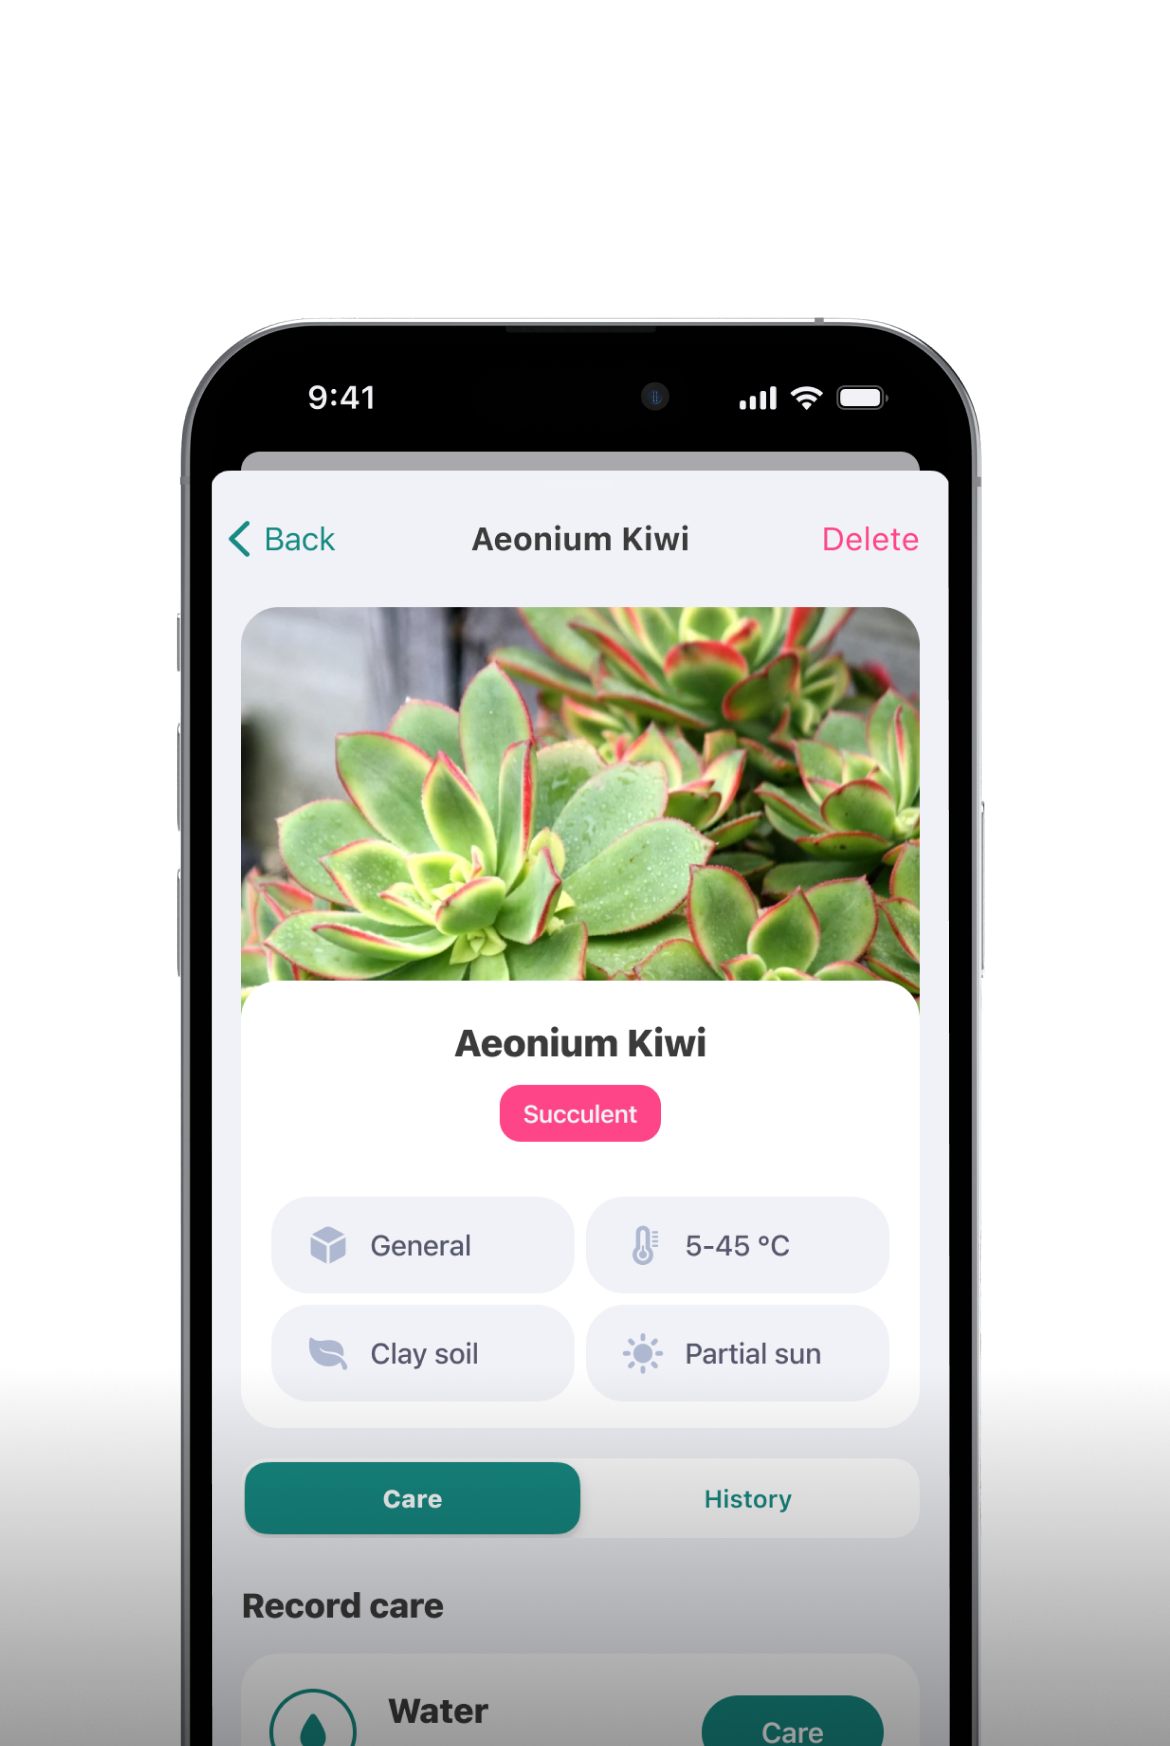 9:41
Back
Aeonium Kiwi
Delete
Aeonium Kiwi
Succulent
General
5-45 °C
Clay soil
Partial sun
Care
History
Record care
Water
Care